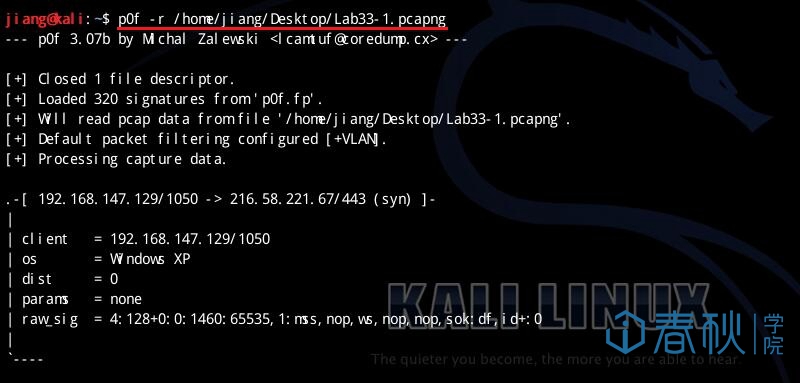 jiang@kali:~$ p0f -r /home/jiang/Desktop/Lab33-1.pcapng
--- p0f 3.07b by Michal Zalewski <lcamtuf@coredump.cx> ---
[+] Closed 1 file descriptor.
[+] Loaded 320 signatures from 'p0f.fp'.
[+] Will read pcap data from file '/home/jiang/Desktop/Lab33-1.pcapng'.
[+] Default packet filtering configured [+VLAN].
[+] Processing capture data.
.-[ 192.168.147.129/1050 -> 216.58.221.67/443 (syn) ]-
|
| client   = 192.168.147.129/1050
| os       = Windows XP
| dist     = 0
| params   = none
| raw_sig  = 4:128+0:0:1460:65535,1:mss,nop,ws,nop,nop,sok:df,id+:0
|
`----
KALI LINUX
The quieter you become, the more you are able to hear.
春秋学院